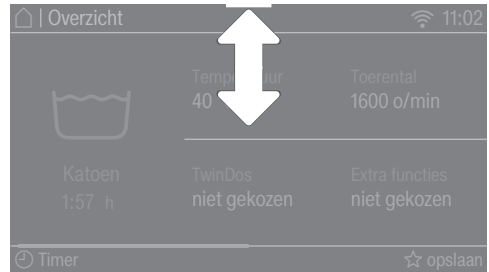 | Overzicht 11:02
Toerental
40 1600 o/min
Katoen TwinDos Extra functies
1:57 h niet gekozen niet gekozen
Timer opslaan